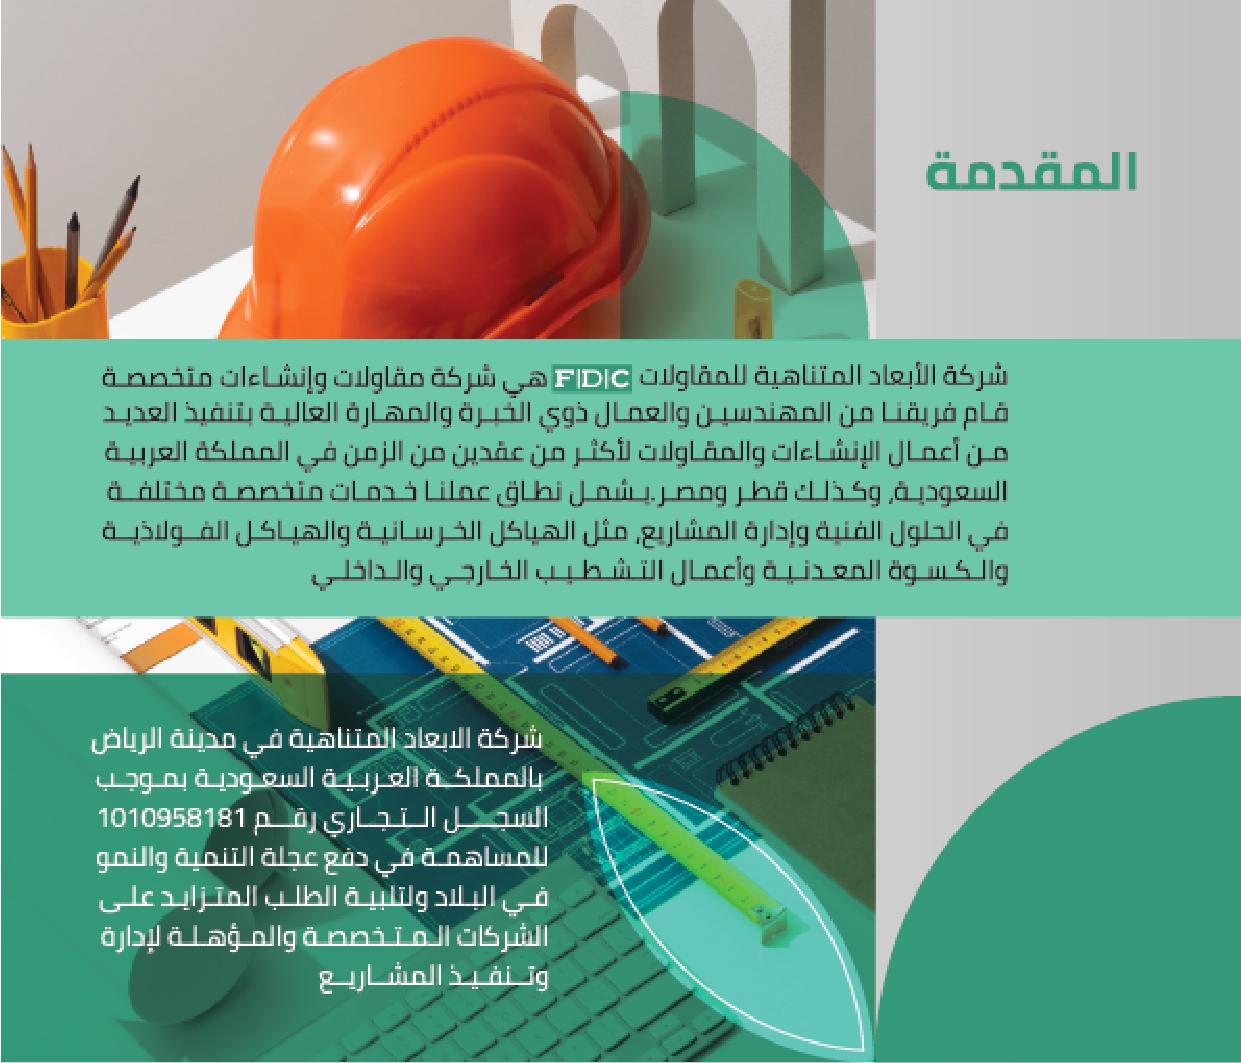 المقدمة
شركة الأبعاد المتناهية للمقاولات F|D|C هي شركة مقاولات وإنشاءات متخصصة
قام فريقنا من المهندسين والعمال ذوي الخبرة والمهارة العالية بتنفيذ العديد
من أعمال الإنشاءات والمقاولات لأكثر من عقدين من الزمن في المملكة العربية
السعودية، وكذلك قطر ومصر.يشمل نطاق عملنا خدمات متخصصة مختلفة
في الحلول الفنية وإدارة المشاريع، مثل الهياكل الخرسانية والهياكل الفولاذية
والكسوة المعدنية وأعمال التشطيب الخارجي والداخلي
شركة الابعاد المتناهية في مدينة الرياض
بالمملكة العربية السعودية بموجب
السجل التجاري رقم 1010958181
للمساهمة في دفع عجلة التنمية والنمو
في البلاد ولتلبية الطلب المتزايد على
الشركات المتخصصة والمؤهلة لإدارة
وتنفيذ المشاريع